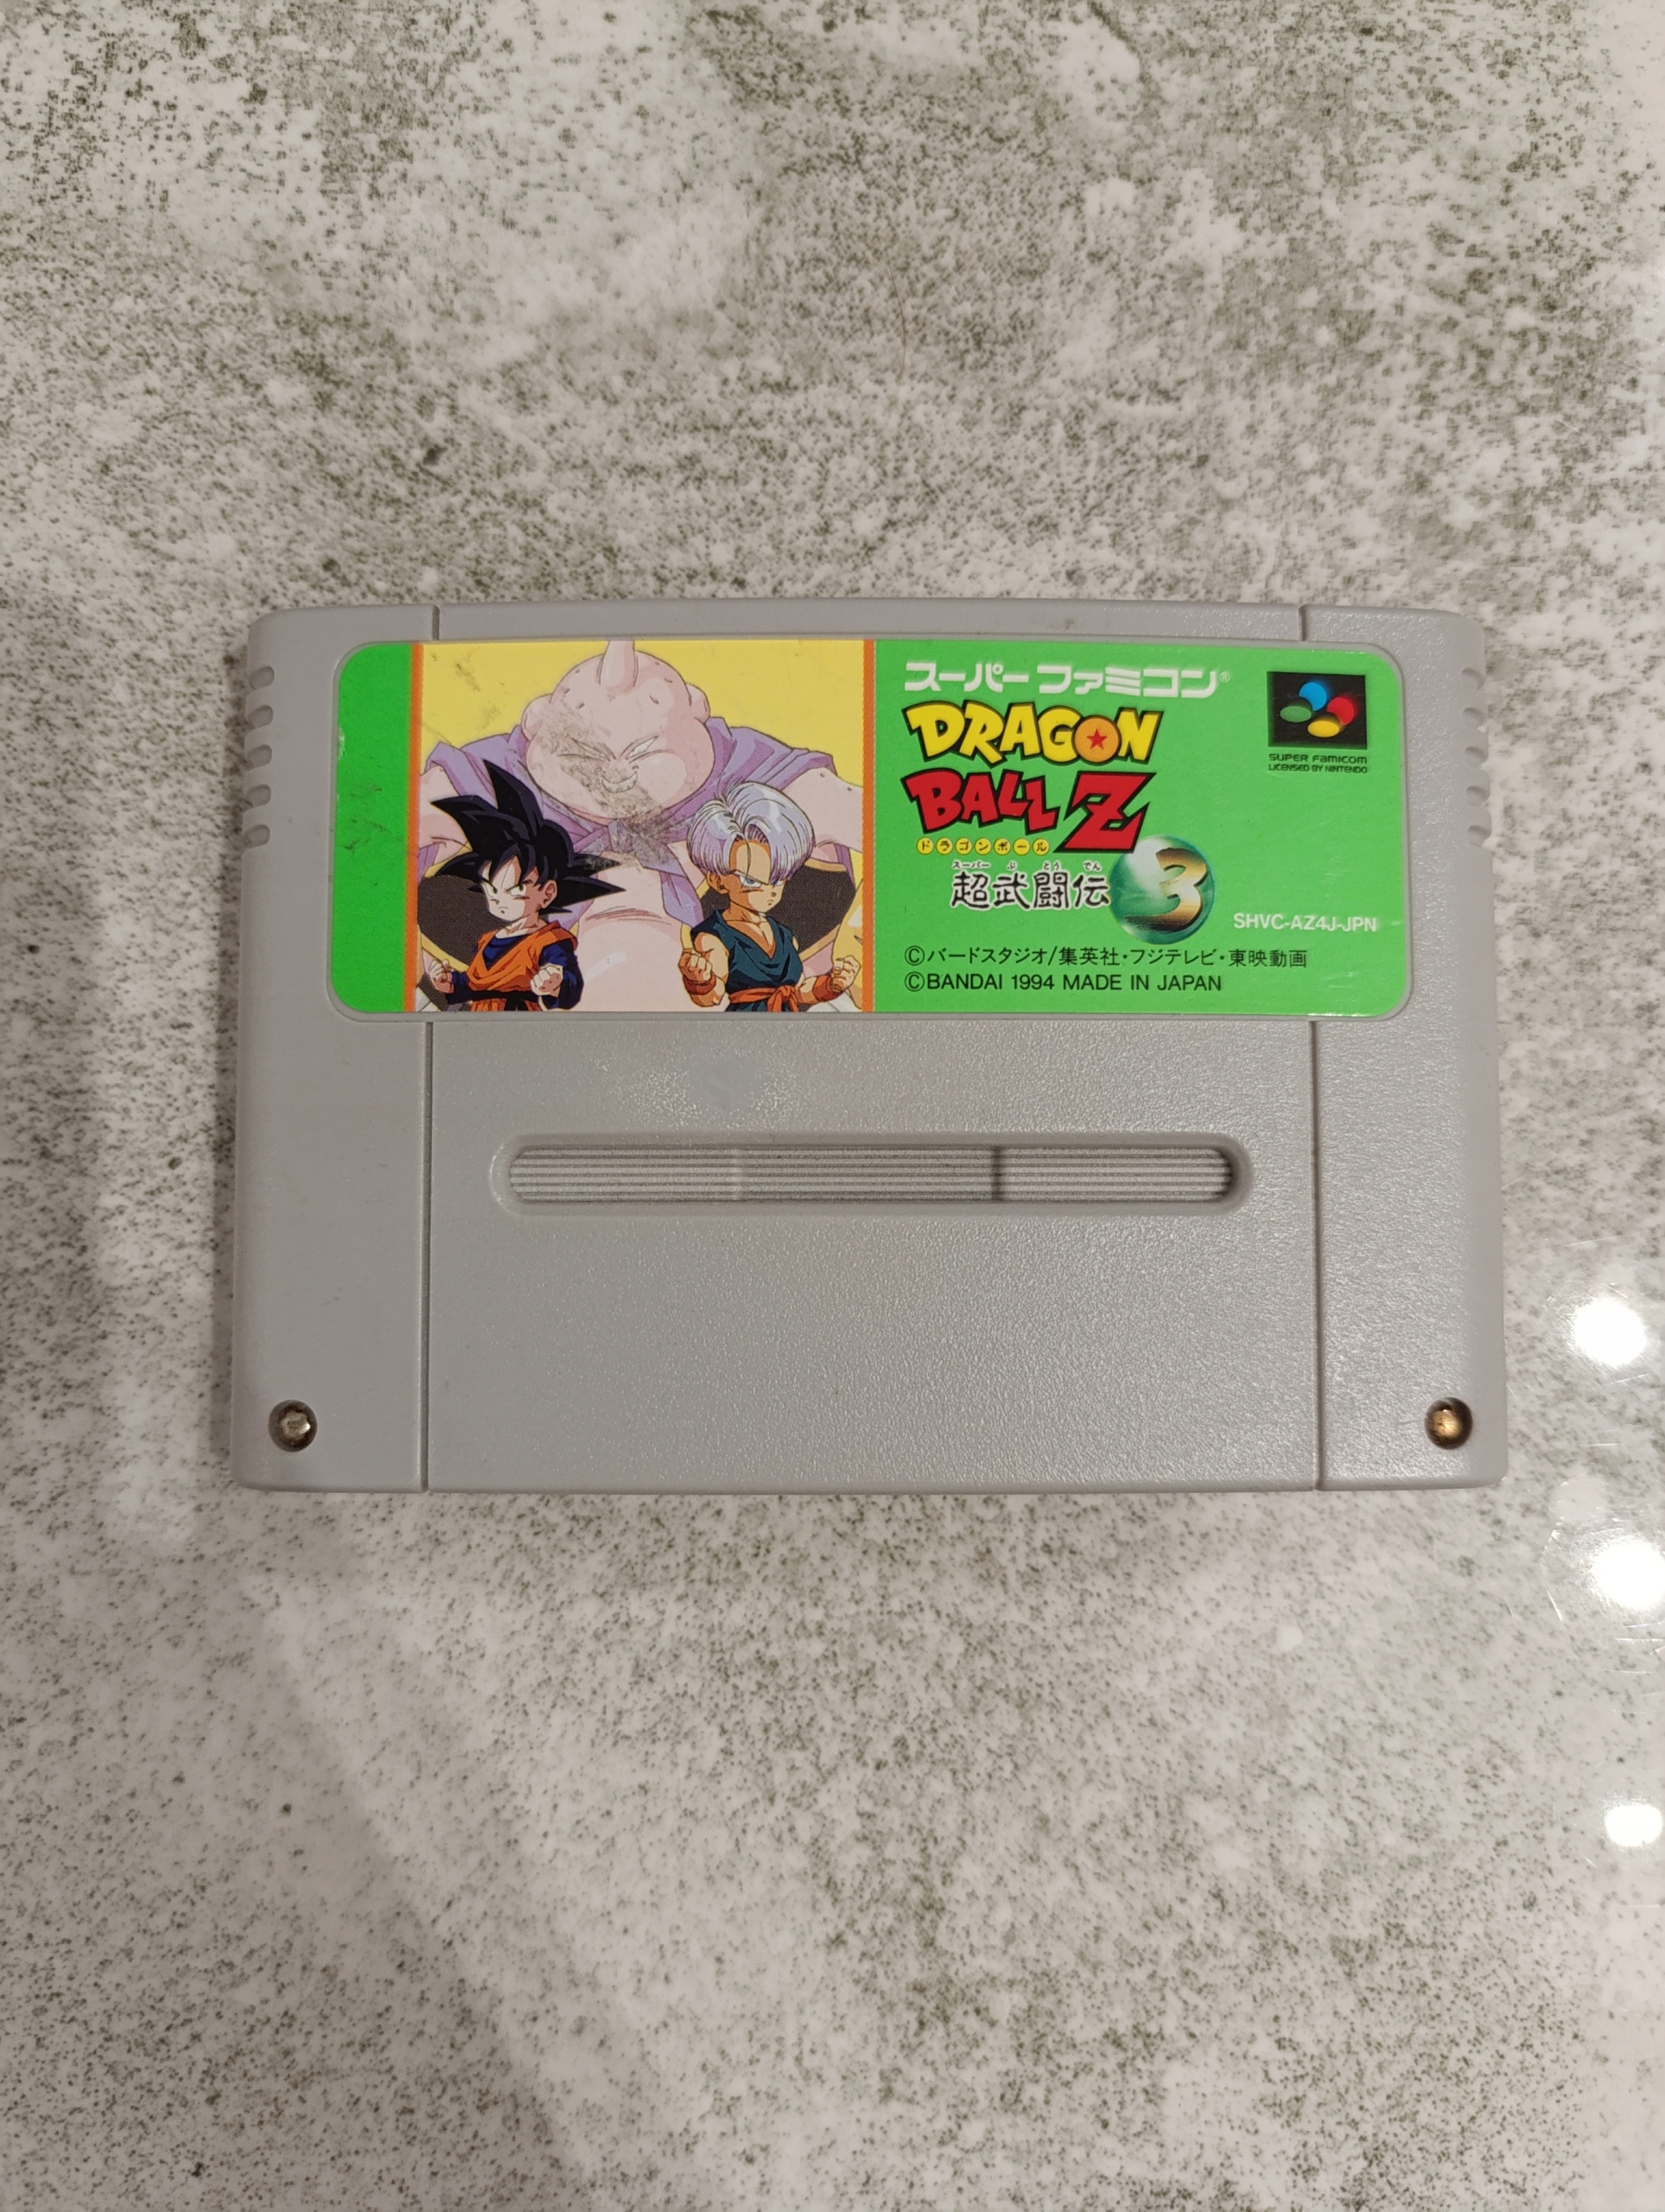 スーパーファミコン®
DRAGON
BALL Z
ドラゴンボール
スーパー ぶ とう でん
超武闘伝3
SUPER FAMICOM
LICENSED BY NINTENDO
SHVC-AZ4J-JPN
©バードスタジオ/集英社・フジテレビ・東映動画
©BANDAI 1994 MADE IN JAPAN